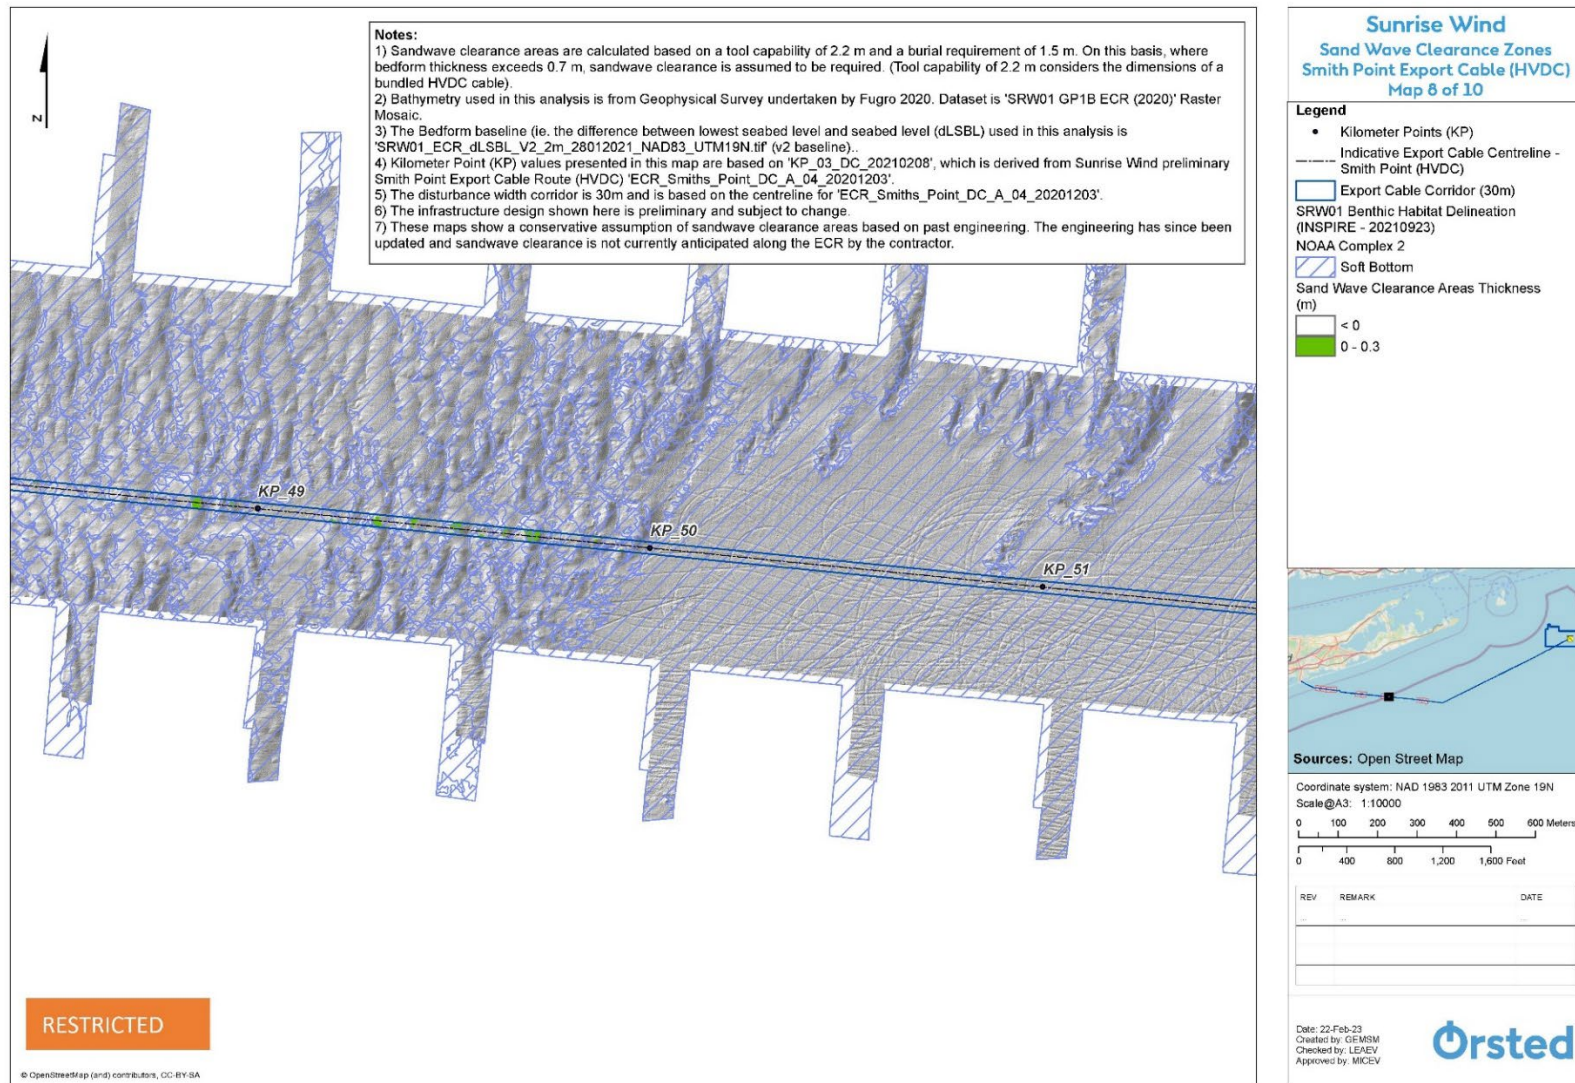 Notes:
1) Sandwave clearance areas are calculated based on a tool capability of 2.2 m and a burial requirement of 1.5 m. On this basis, where
bedform thickness exceeds 0.7 m, sandwave clearance is assumed to be required. (Tool capability of 2.2 m considers the dimensions of a
bundled HVDC cable).
2) Bathymetry used in this analysis is from Geophysical Survey undertaken by Fugro 2020. Dataset is 'SRW01 GP1B ECR (2020)' Raster
Mosaic.
3) The Bedform baseline (ie. the difference between lowest seabed level and seabed level (dLSBL) used in this analysis is
'SRW01_ECR_dLSBL_V2_2m_28012021_NAD83_UTM19N.tif' (v2 baseline)..
4) Kilometer Point (KP) values presented in this map are based on 'KP_03_DC_20210208', which is derived from Sunrise Wind preliminary
Smith Point Export Cable Route (HVDC) 'ECR_Smiths_Point_DC_A_04_20201203'.
5) The disturbance width corridor is 30m and is based on the centreline for 'ECR_Smiths_Point_DC_A_04_20201203'.
6) The infrastructure design shown here is preliminary and subject to change.
7) These maps show a conservative assumption of sandwave clearance areas based on past engineering. The engineering has since been
updated and sandwave clearance is not currently anticipated along the ECR by the contractor.
N
KP_49
KP_50
KP_51
RESTRICTED
© OpenStreetMap (and) contributors, CC-BY-SA
Sunrise Wind
Sand Wave Clearance Zones
Smith Point Export Cable (HVDC)
Map 8 of 10
Legend
Kilometer Points (KP)
Indicative Export Cable Centreline -
Smith Point (HVDC)
Export Cable Corridor (30m)
SRW01 Benthic Habitat Delineation
(INSPIRE - 20210923)
NOAA Complex 2
Soft Bottom
Sand Wave Clearance Areas Thickness
(m)
< 0
0 - 0.3
Sources: Open Street Map
Coordinate system: NAD 1983 2011 UTM Zone 19N
Scale@A3: 1:10000
0 100 200 300 400 500 600 Meters
0 400 800 1,200 1,600 Feet
REV REMARK DATE
... ... ...
Date: 22-Feb-23
Created by: GEMSM
Checked by: LEAEV
Approved by: MICEV
Ørsted